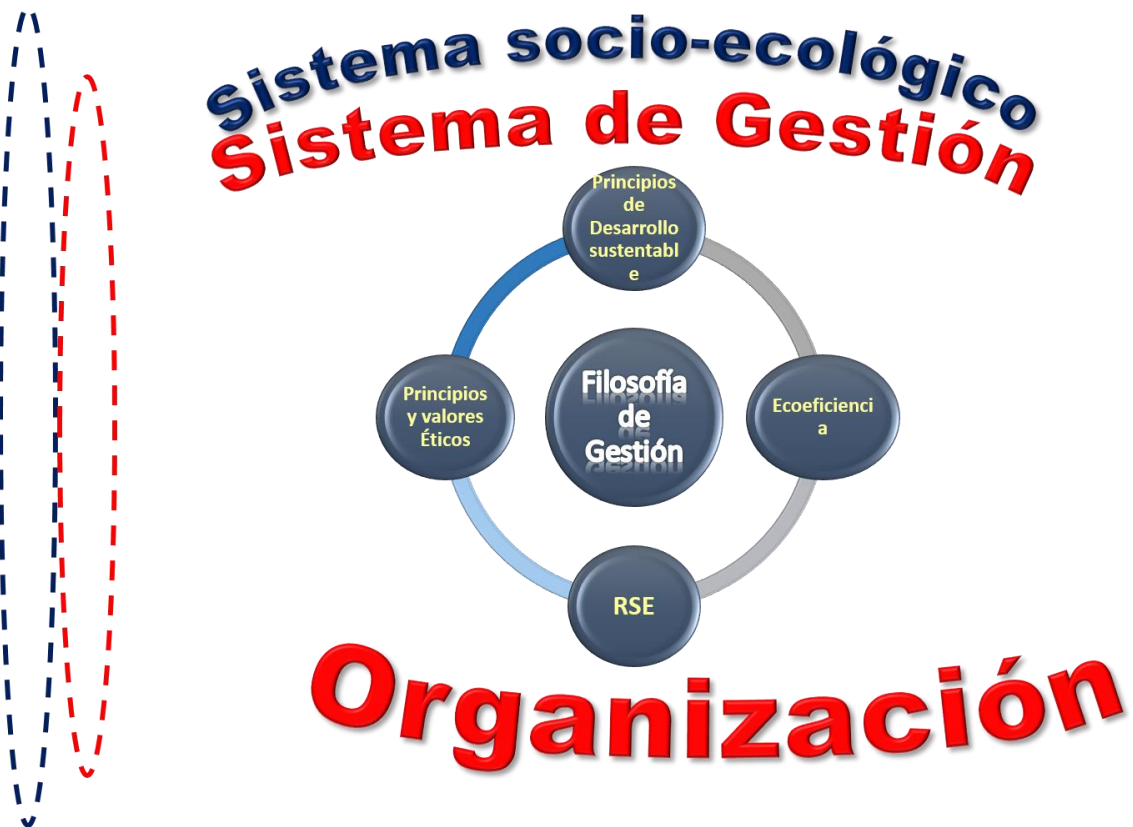 Sistema socio-ecológico
Sistema de Gestión
Principios
de
Desarrollo
sustentabl
e
Principios
y valores
Éticos
Filosofía
de
Gestión
Ecoeficienci
a
RSE
Organización